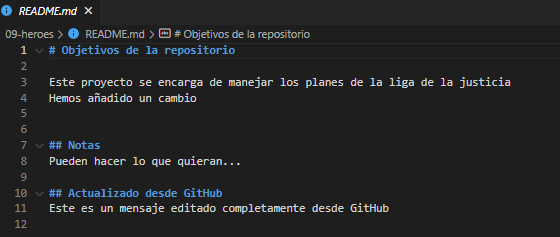 README.md
09-heroes > README.md > # Objetivos de la repositorio
1 # Objetivos de la repositorio
2
3 Este proyecto se encarga de manejar los planes de la liga de la justicia
4 Hemos añadido un cambio
5
6
7 ## Notas
8 Pueden hacer lo que quieran...
9
10 ## Actualizado desde GitHub
11 Este es un mensaje editado completamente desde GitHub
12